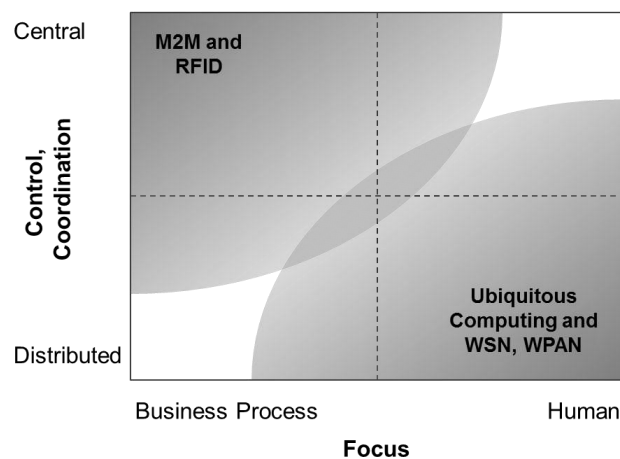 Central
M2M and
RFID
Control,
Coordination
Ubiquitous
Computing and
WSN, WPAN
Distributed
Business Process
Human
Focus